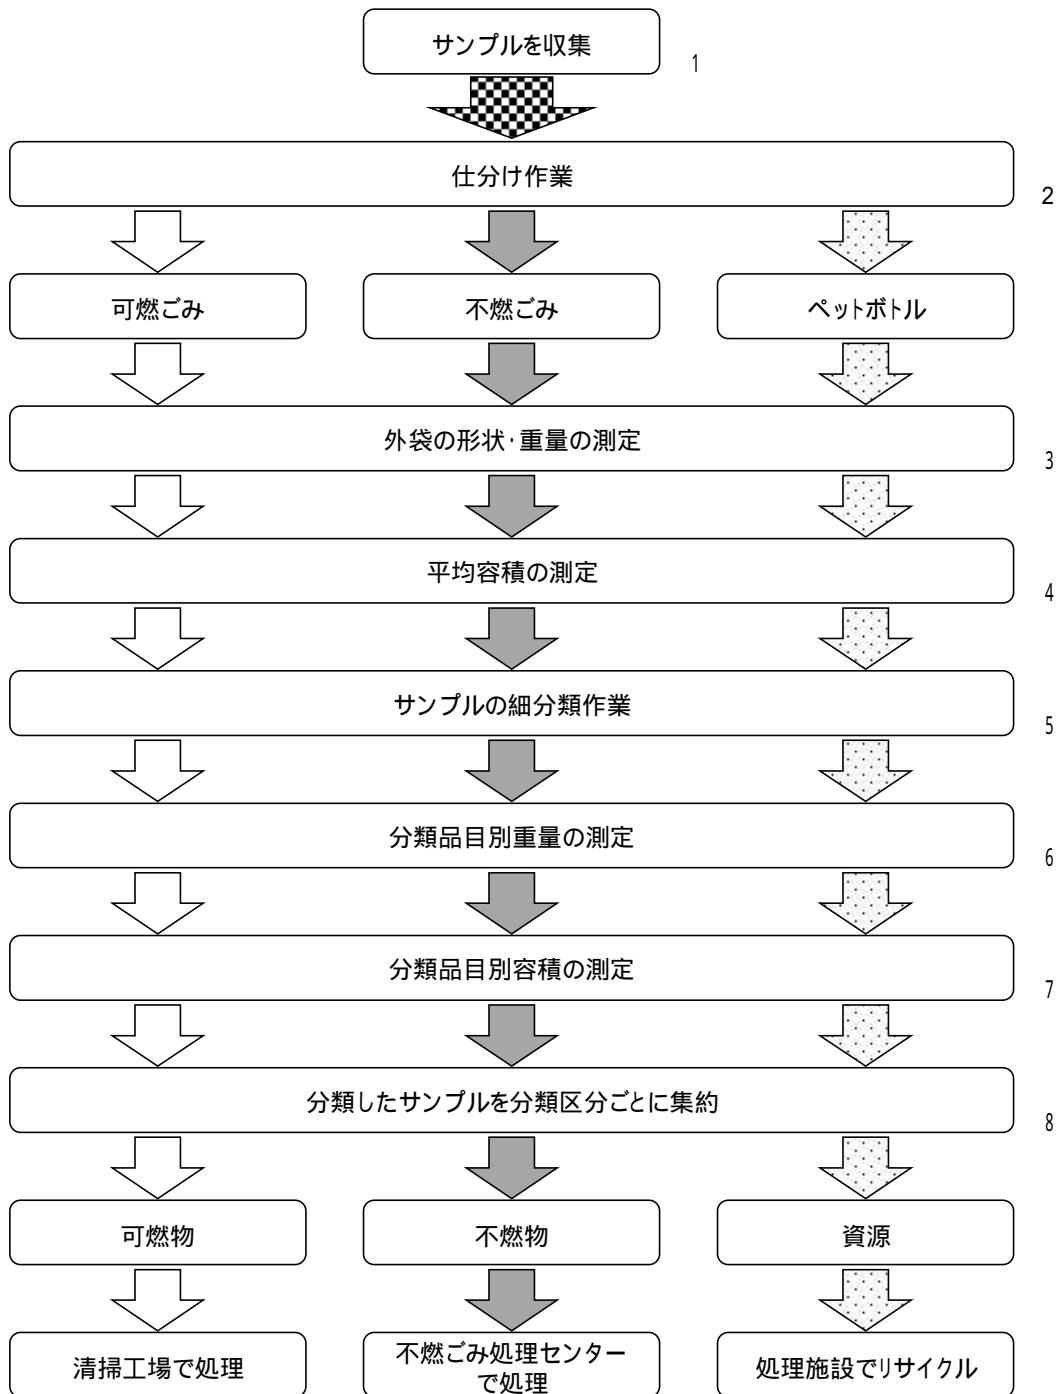 サンプルを収集
1
仕分け作業
2
可燃ごみ
不燃ごみ
ペットボトル
外袋の形状・重量の測定
3
平均容積の測定
4
サンプルの細分類作業
5
分類品目別重量の測定
6
分類品目別容積の測定
7
分類したサンプルを分類区分ごとに集約
8
可燃物
不燃物
資源
清掃工場で処理
不燃ごみ処理センター
で処理
処理施設でリサイクル